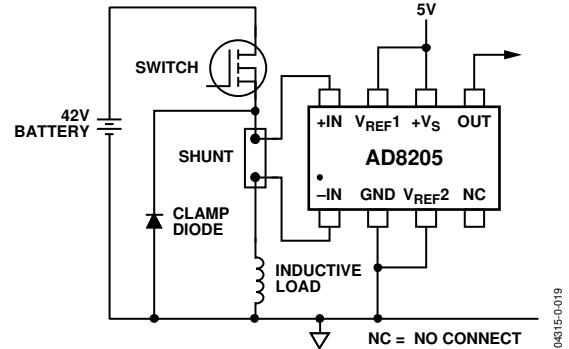 5V
SWITCH
42V
BATTERY
+IN VREF1 +VS OUT
SHUNT
AD8205
–IN GND VREF2 NC
CLAMP
DIODE
INDUCTIVE
LOAD
NC = NO CONNECT
04315-0-019